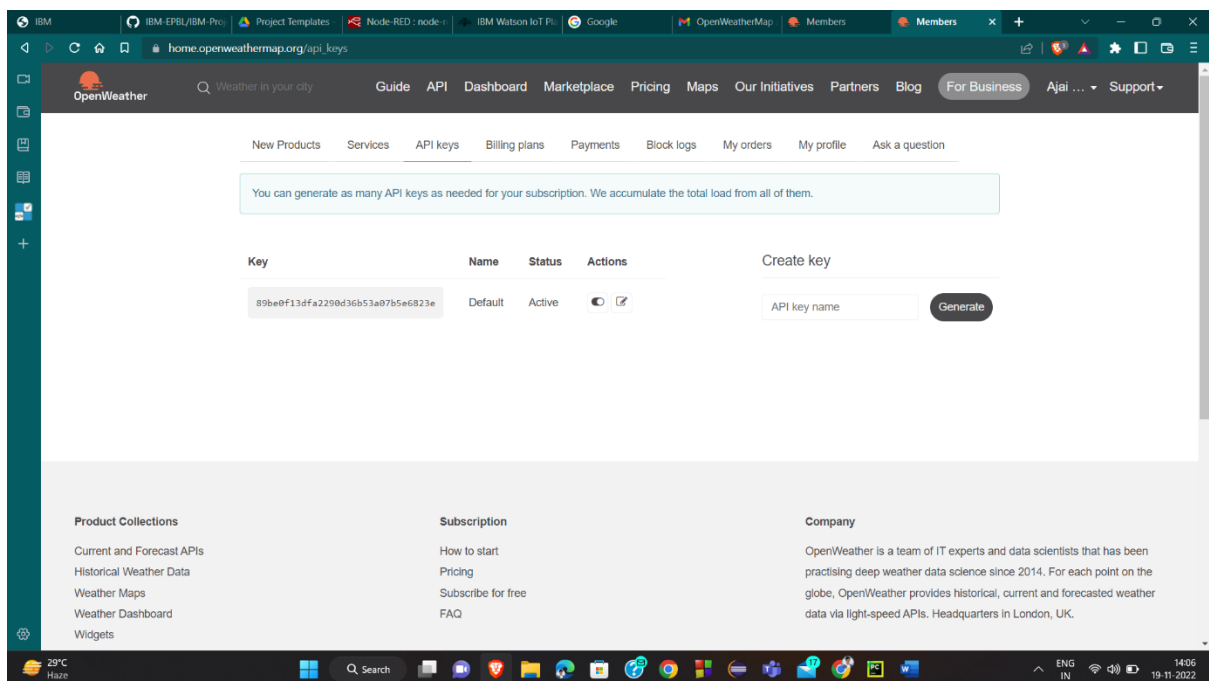 IBM IBM-EPBL/IBM-Proj Project Templates - Node-RED : node-r IBM Watson IoT Pla Google OpenWeatherMap Members Members
home.openweathermap.org/api_keys
OpenWeather Weather in your city Guide API Dashboard Marketplace Pricing Maps Our Initiatives Partners Blog For Business Ajai ... Support
New Products Services API keys Billing plans Payments Block logs My orders My profile Ask a question
You can generate as many API keys as needed for your subscription. We accumulate the total load from all of them.
Key Name Status Actions Create key
89be0f13dfa2290d36b53a07b5e6823e Default Active API key name Generate
Product Collections
Current and Forecast APIs
Historical Weather Data
Weather Maps
Weather Dashboard
Widgets
Subscription
How to start
Pricing
Subscribe for free
FAQ
Company
OpenWeather is a team of IT experts and data scientists that has been
practising deep weather data science since 2014. For each point on the
globe, OpenWeather provides historical, current and forecasted weather
data via light-speed APIs. Headquarters in London, UK.
29°C
Haze
Search
17
PC
W
ENG
IN
14:06
19-11-2022